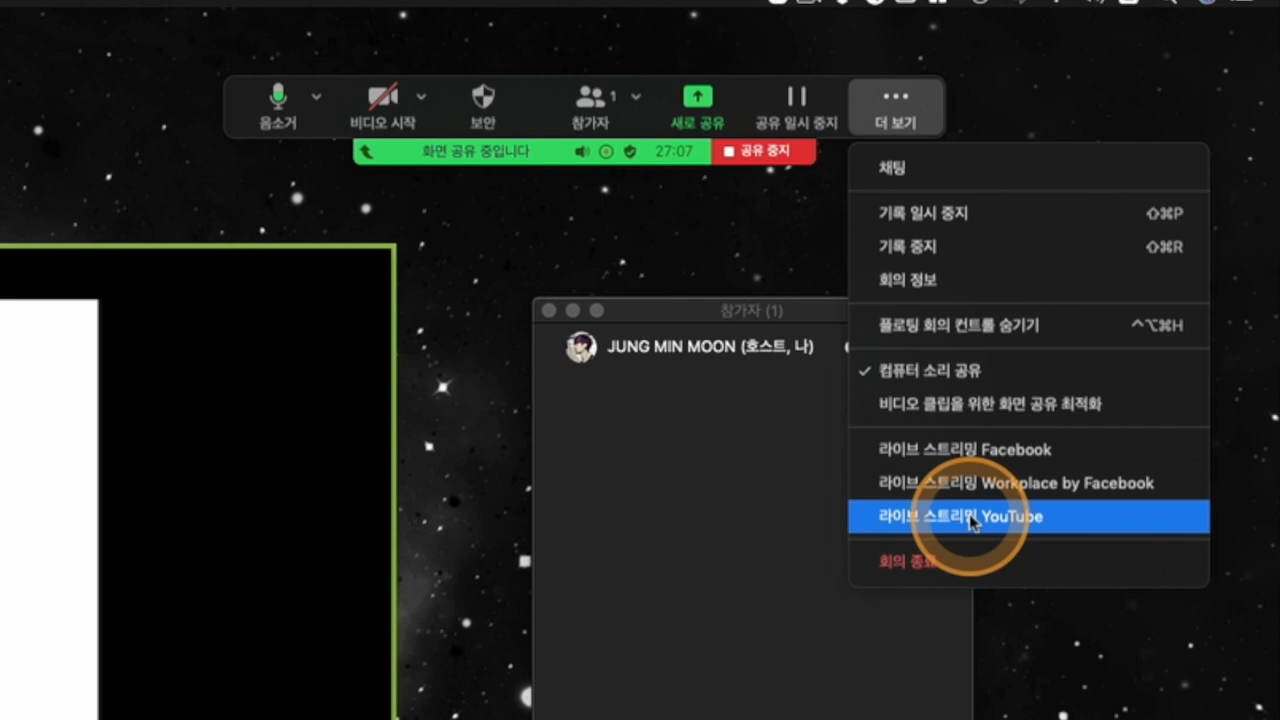 음소거
비디오 시작
보안
참가자 1
새로 공유
공유 일시 중지
더 보기
화면 공유 중입니다 27:07 공유 중지
채팅
기록 일시 중지 ⇧⌘P
기록 중지 ⇧⌘R
회의 정보
플로팅 회의 컨트롤 숨기기 ^⌥⌘H
✓ 컴퓨터 소리 공유
비디오 클립을 위한 화면 공유 최적화
라이브 스트리밍 Facebook
라이브 스트리밍 Workplace by Facebook
라이브 스트리밍 YouTube
회의 종료
참가자 (1)
JUNG MIN MOON (호스트, 나)